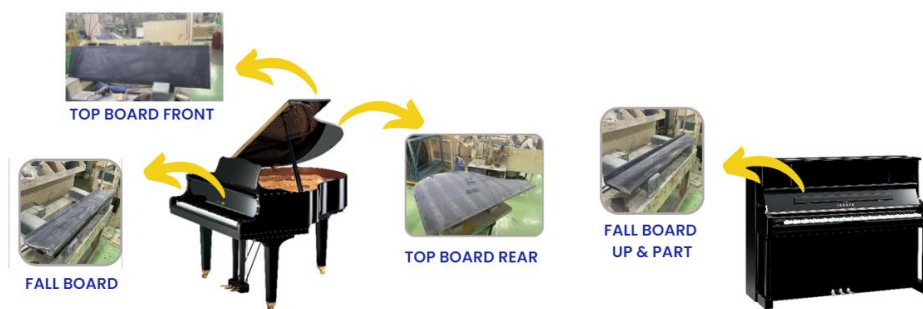 TOP BOARD FRONT
FALL BOARD
TOP BOARD REAR
FALL BOARD
UP & PART